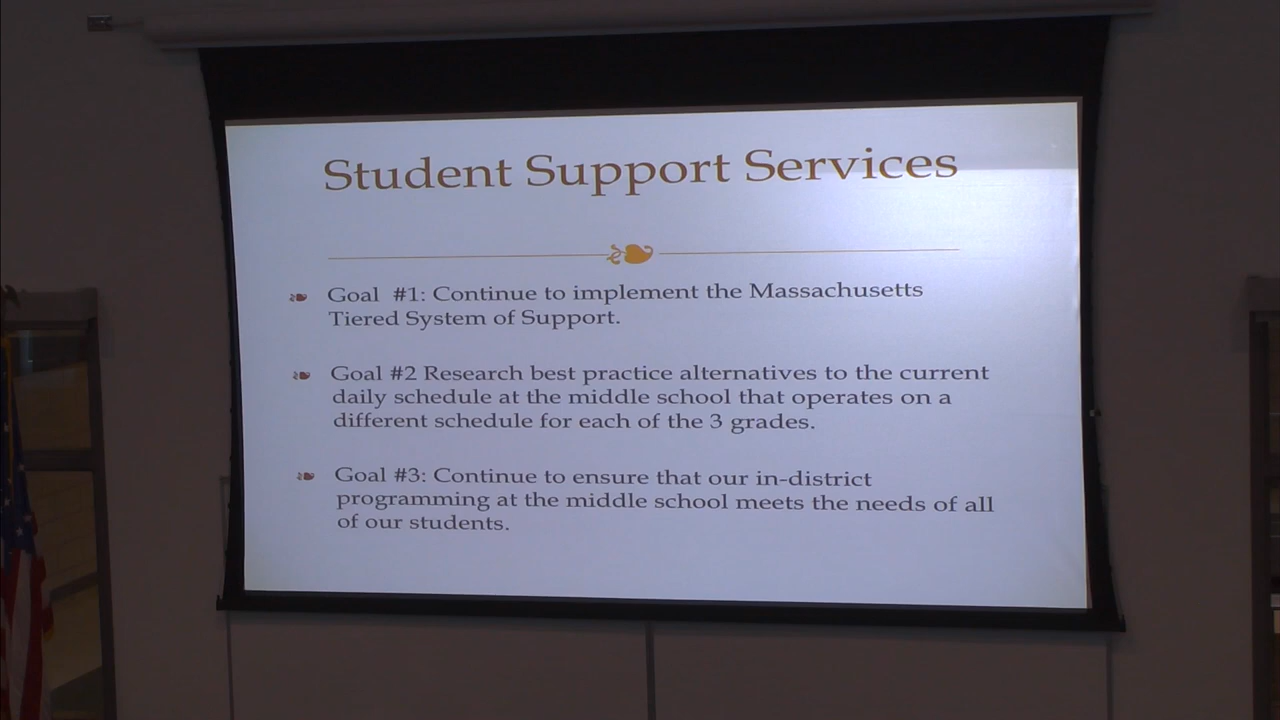 Student Support Services
Goal #1: Continue to implement the Massachusetts
Tiered System of Support.
Goal #2 Research best practice alternatives to the current
daily schedule at the middle school that operates on a
different schedule for each of the 3 grades.
Goal #3: Continue to ensure that our in-district
programming at the middle school meets the needs of all
of our students.